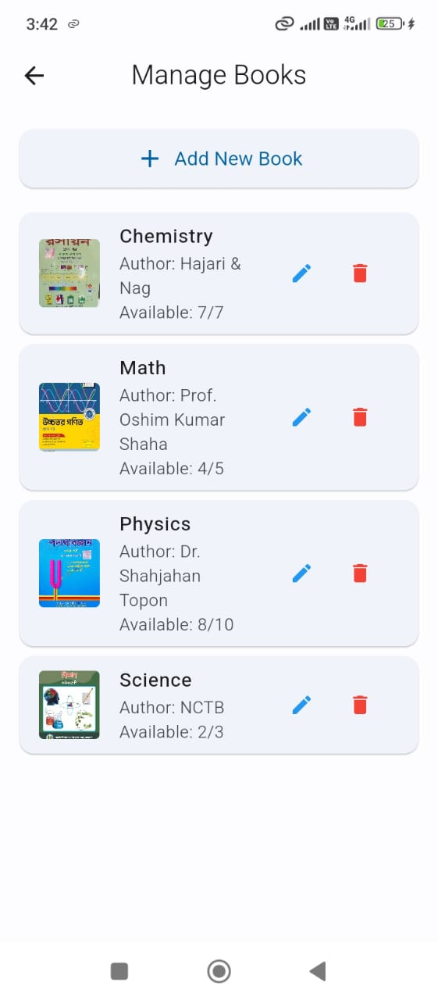 3:42
Vo LTE
4G
25
Manage Books
+ Add New Book
রসায়ন
Chemistry
Author: Hajari &
Nag
Available: 7/7
Math
Author: Prof.
Oshim Kumar
Shaha
Available: 4/5
উচ্চতর গণিত
Physics
Author: Dr.
Shahjahan
Topon
Available: 8/10
পদার্থবিজ্ঞান
Science
Author: NCTB
Available: 2/3
বিজ্ঞান